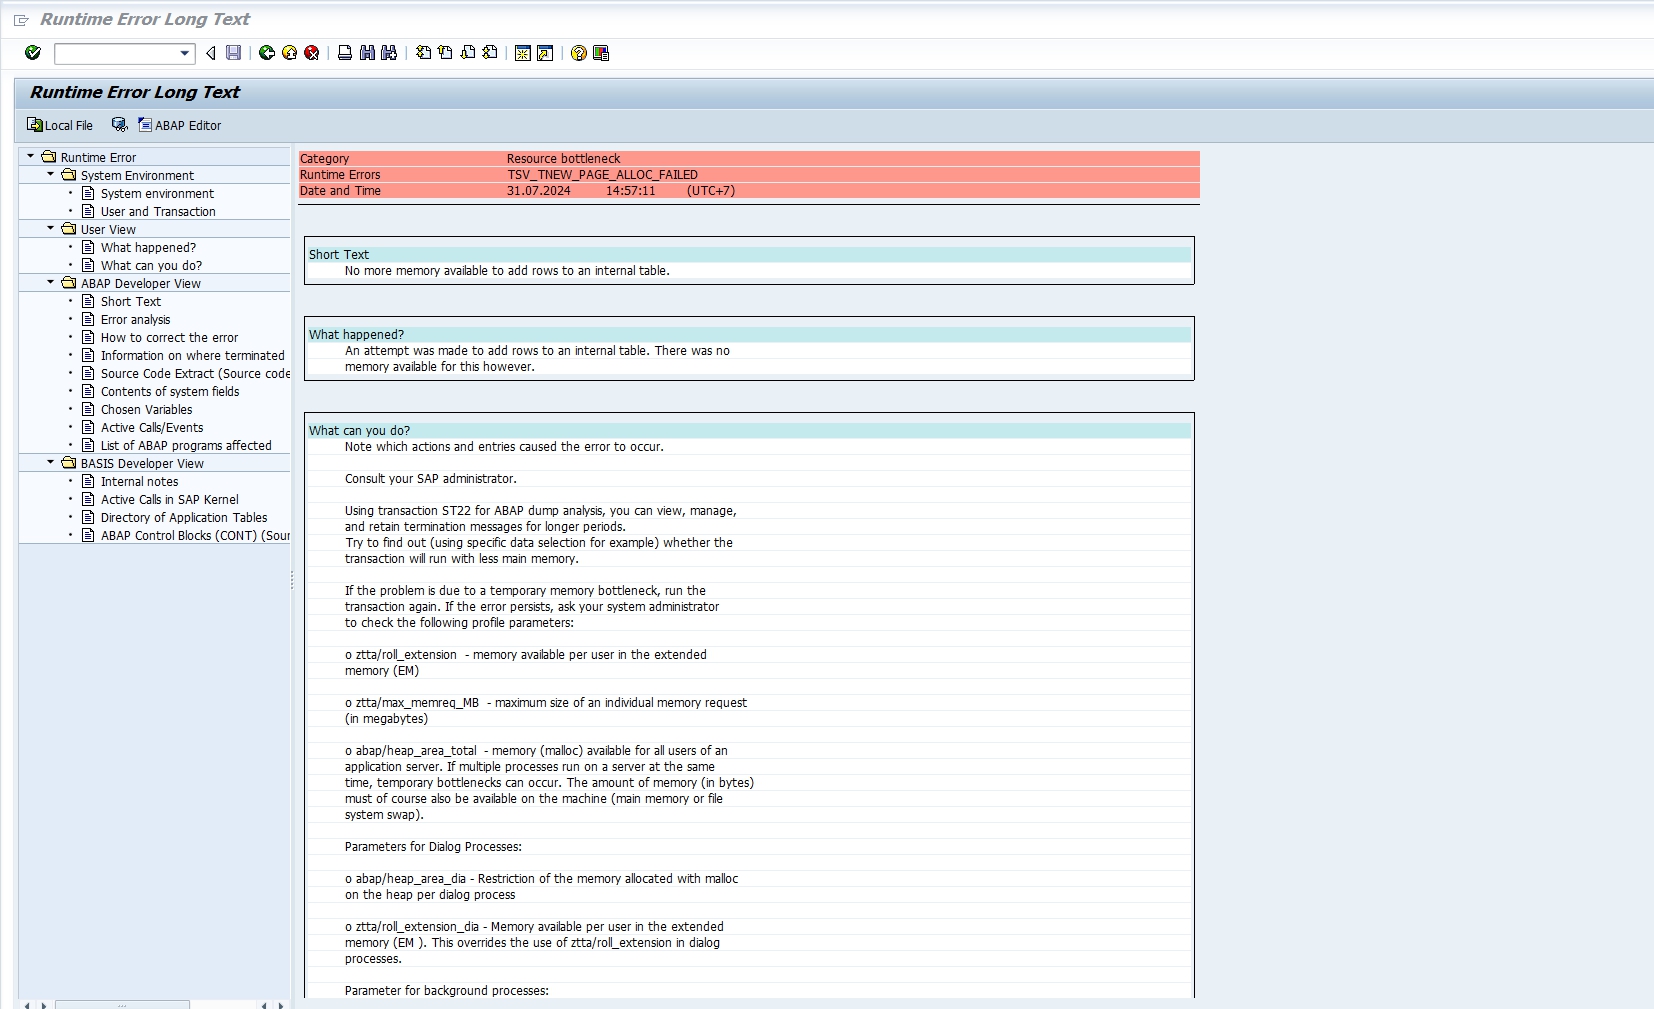 Runtime Error Long Text
Runtime Error Long Text
Local File
ABAP Editor
Runtime Error
System Environment
System environment
User and Transaction
User View
What happened?
What can you do?
ABAP Developer View
Short Text
Error analysis
How to correct the error
Information on where terminated
Source Code Extract (Source code
Contents of system fields
Chosen Variables
Active Calls/Events
List of ABAP programs affected
BASIS Developer View
Internal notes
Active Calls in SAP Kernel
Directory of Application Tables
ABAP Control Blocks (CONT) (Sour
Category Resource bottleneck
Runtime Errors TSV_TNEW_PAGE_ALLOC_FAILED
Date and Time 31.07.2024 14:57:11 (UTC+7)
Short Text
No more memory available to add rows to an internal table.
What happened?
An attempt was made to add rows to an internal table. There was no
memory available for this however.
What can you do?
Note which actions and entries caused the error to occur.
Consult your SAP administrator.
Using transaction ST22 for ABAP dump analysis, you can view, manage,
and retain termination messages for longer periods.
Try to find out (using specific data selection for example) whether the
transaction will run with less main memory.
If the problem is due to a temporary memory bottleneck, run the
transaction again. If the error persists, ask your system administrator
to check the following profile parameters:
o ztta/roll_extension - memory available per user in the extended
memory (EM)
o ztta/max_memreq_MB - maximum size of an individual memory request
(in megabytes)
o abap/heap_area_total - memory (malloc) available for all users of an
application server. If multiple processes run on a server at the same
time, temporary bottlenecks can occur. The amount of memory (in bytes)
must of course also be available on the machine (main memory or file
system swap).
Parameters for Dialog Processes:
o abap/heap_area_dia - Restriction of the memory allocated with malloc
on the heap per dialog process
o ztta/roll_extension_dia - Memory available per user in the extended
memory (EM ). This overrides the use of ztta/roll_extension in dialog
processes.
Parameter for background processes: